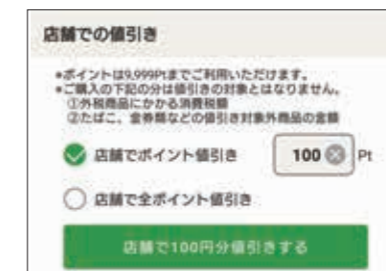 店舗での値引き
●ポイントは9,999Ptまでご利用いただけます。
●ご購入の下記の分は値引きの対象とはなりません。
①外税商品にかかる消費税額
②たばこ、金券類などの値引き対象外商品の金額
店舗でポイント値引き 100 Pt
店舗で全ポイント値引き
店舗で100円分値引きする